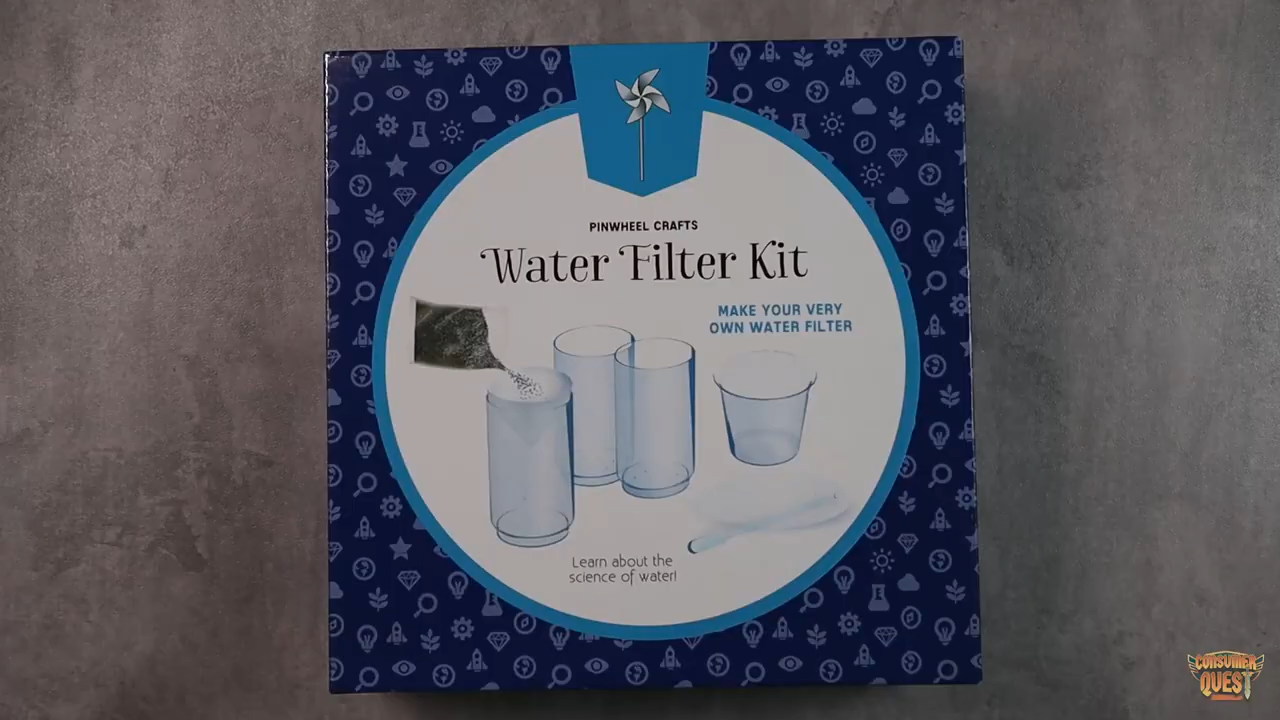 PINWHEEL CRAFTS
Water Filter Kit
MAKE YOUR VERY
OWN WATER FILTER
Learn about the
science of water!
CONSUMER
QUEST